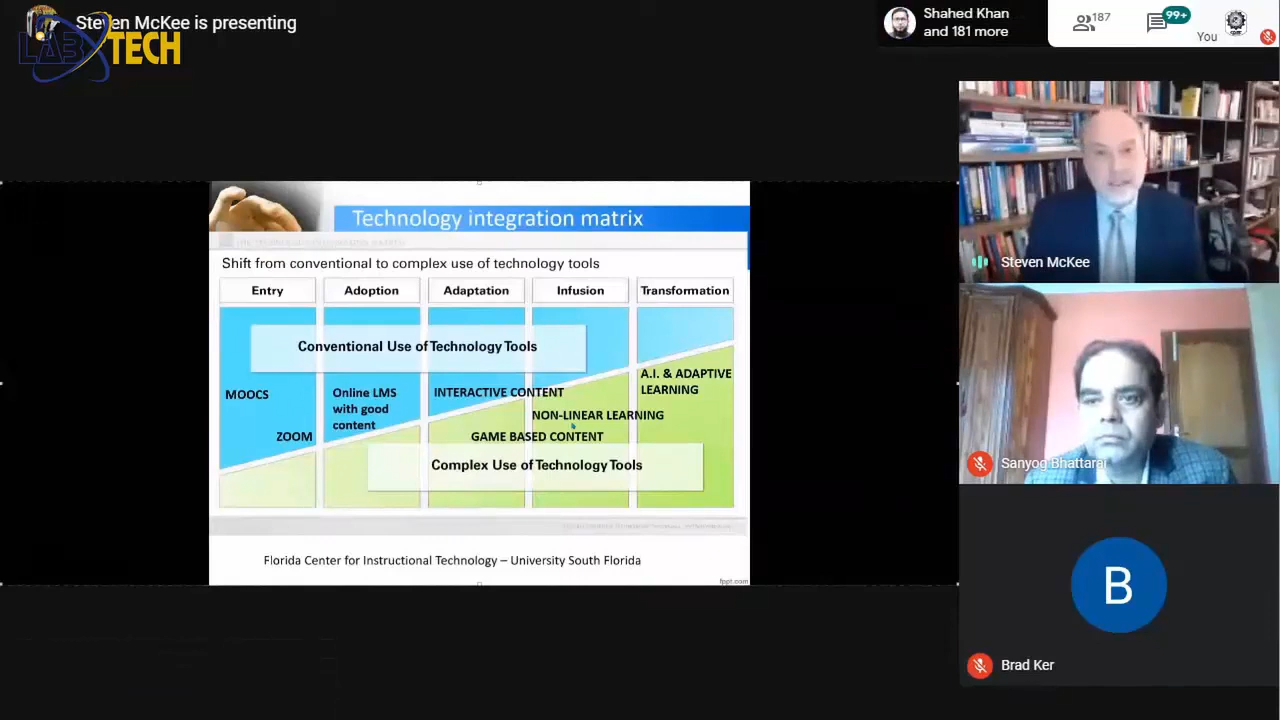 Steven McKee is presenting
LABTECH
Shahed Khan
and 181 more
187
99+
You
Technology integration matrix
Shift from conventional to complex use of technology tools
Entry
Adoption
Adaptation
Infusion
Transformation
Conventional Use of Technology Tools
MOOCS
ZOOM
Online LMS
with good
content
INTERACTIVE CONTENT
NON-LINEAR LEARNING
GAME BASED CONTENT
A.I. & ADAPTIVE
LEARNING
Complex Use of Technology Tools
Florida Center for Instructional Technology – University South Florida
fppt.com
Steven McKee
Sanyog Bhattarai
B
Brad Ker